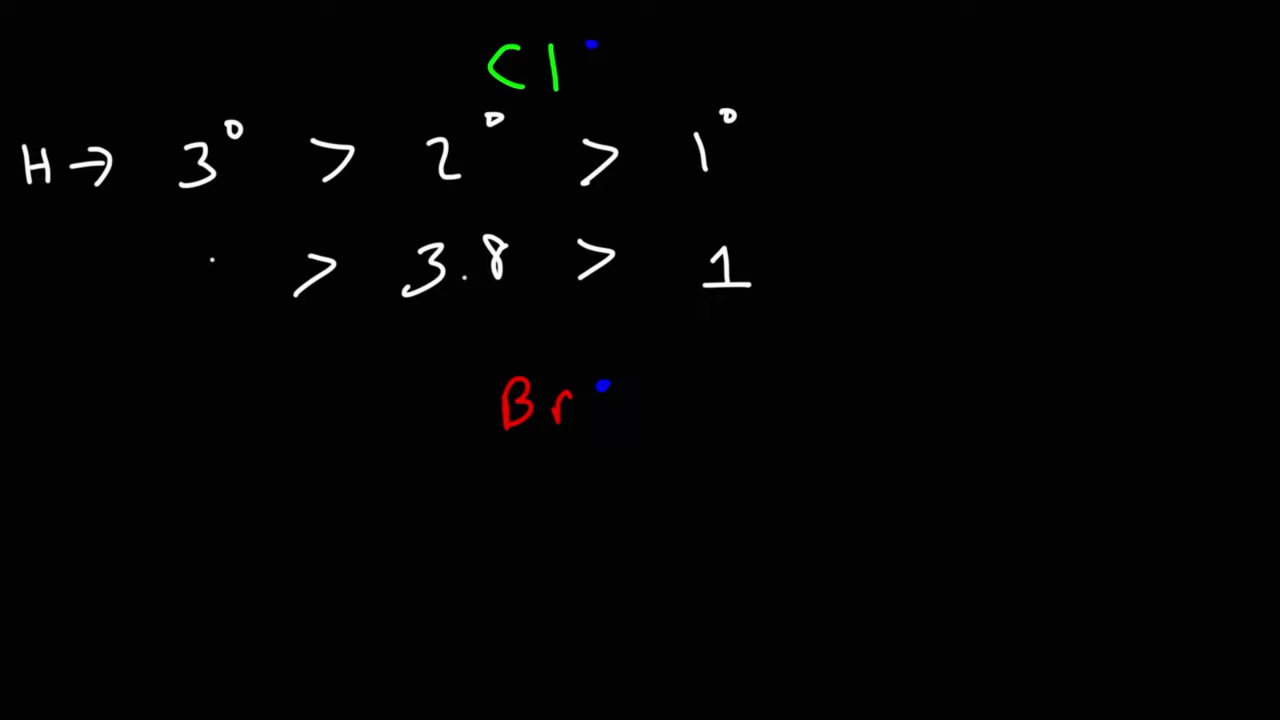 Cl•
H → 3° > 2° > 1°
. > 3.8 > 1
Br•